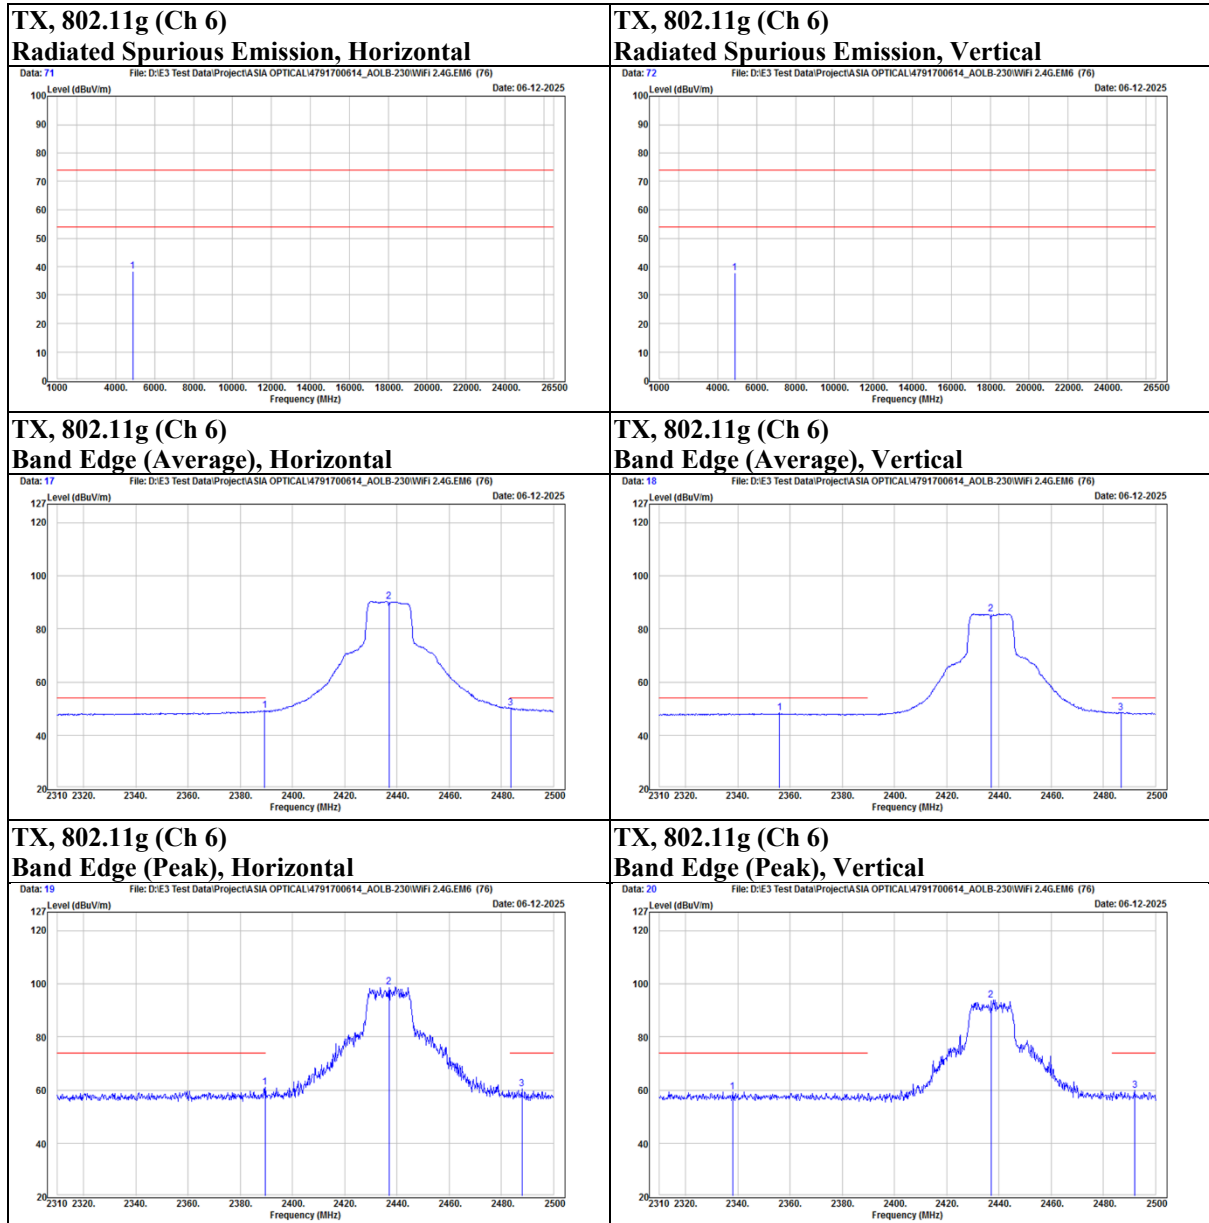 TX, 802.11g (Ch 6)
Radiated Spurious Emission, Horizontal
Data: 71 File: D:\E3 Test Data\Project\ASIA OPTICAL\4791700614_AOLB-230\WiFi 2.4G.EM6 (76)
Level (dBuV/m)
Date: 06-12-2025
100
90
80
70
60
50
40
30
20
10
0
1
1000 4000. 6000. 8000. 10000. 12000. 14000. 16000. 18000. 20000. 22000. 24000. 26500
Frequency (MHz)
TX, 802.11g (Ch 6)
Radiated Spurious Emission, Vertical
Data: 72 File: D:\E3 Test Data\Project\ASIA OPTICAL\4791700614_AOLB-230\WiFi 2.4G.EM6 (76)
Level (dBuV/m)
Date: 06-12-2025
100
90
80
70
60
50
40
30
20
10
0
1
1000 4000. 6000. 8000. 10000. 12000. 14000. 16000. 18000. 20000. 22000. 24000. 26500
Frequency (MHz)
TX, 802.11g (Ch 6)
Band Edge (Average), Horizontal
Data: 17 File: D:\E3 Test Data\Project\ASIA OPTICAL\4791700614_AOLB-230\WiFi 2.4G.EM6 (76)
127 Level (dBuV/m)
Date: 06-12-2025
120
100
80
60
40
20
1
2
3
2310 2320. 2340. 2360. 2380. 2400. 2420. 2440. 2460. 2480. 2500
Frequency (MHz)
TX, 802.11g (Ch 6)
Band Edge (Average), Vertical
Data: 18 File: D:\E3 Test Data\Project\ASIA OPTICAL\4791700614_AOLB-230\WiFi 2.4G.EM6 (76)
127 Level (dBuV/m)
Date: 06-12-2025
120
100
80
60
40
20
1
2
3
2310 2320. 2340. 2360. 2380. 2400. 2420. 2440. 2460. 2480. 2500
Frequency (MHz)
TX, 802.11g (Ch 6)
Band Edge (Peak), Horizontal
Data: 19 File: D:\E3 Test Data\Project\ASIA OPTICAL\4791700614_AOLB-230\WiFi 2.4G.EM6 (76)
127 Level (dBuV/m)
Date: 06-12-2025
120
100
80
60
40
20
1
2
3
2310 2320. 2340. 2360. 2380. 2400. 2420. 2440. 2460. 2480. 2500
Frequency (MHz)
TX, 802.11g (Ch 6)
Band Edge (Peak), Vertical
Data: 20 File: D:\E3 Test Data\Project\ASIA OPTICAL\4791700614_AOLB-230\WiFi 2.4G.EM6 (76)
127 Level (dBuV/m)
Date: 06-12-2025
120
100
80
60
40
20
1
2
3
2310 2320. 2340. 2360. 2380. 2400. 2420. 2440. 2460. 2480. 2500
Frequency (MHz)